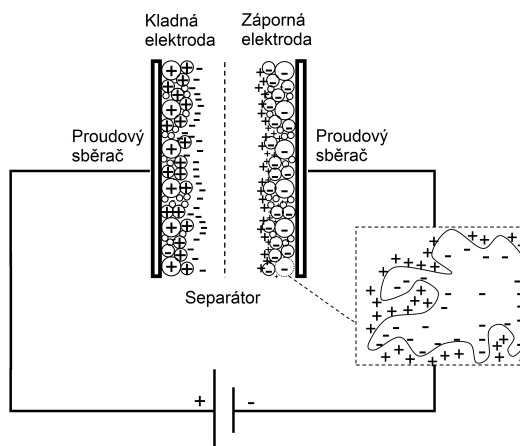 Kladná
elektroda
Záporná
elektroda
Proudový
sběrač
Proudový
sběrač
Separátor
+ -